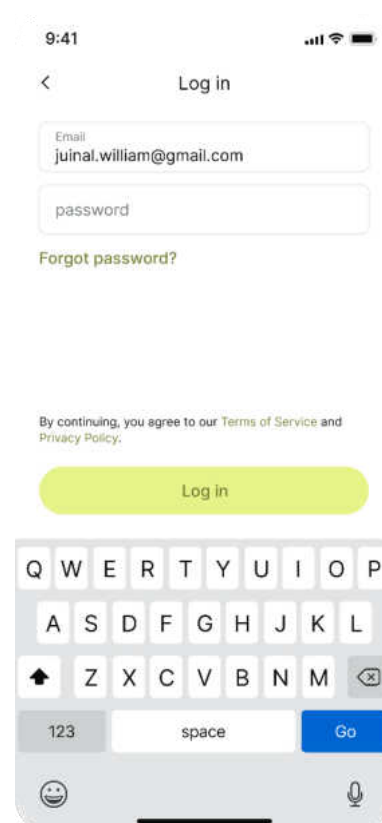 9:41
Log in
Email
juinal.william@gmail.com
password
Forgot password?
By continuing, you agree to our Terms of Service and
Privacy Policy.
Log in
Q W E R T Y U I O P
A S D F G H J K L
Z X C V B N M
123 space Go